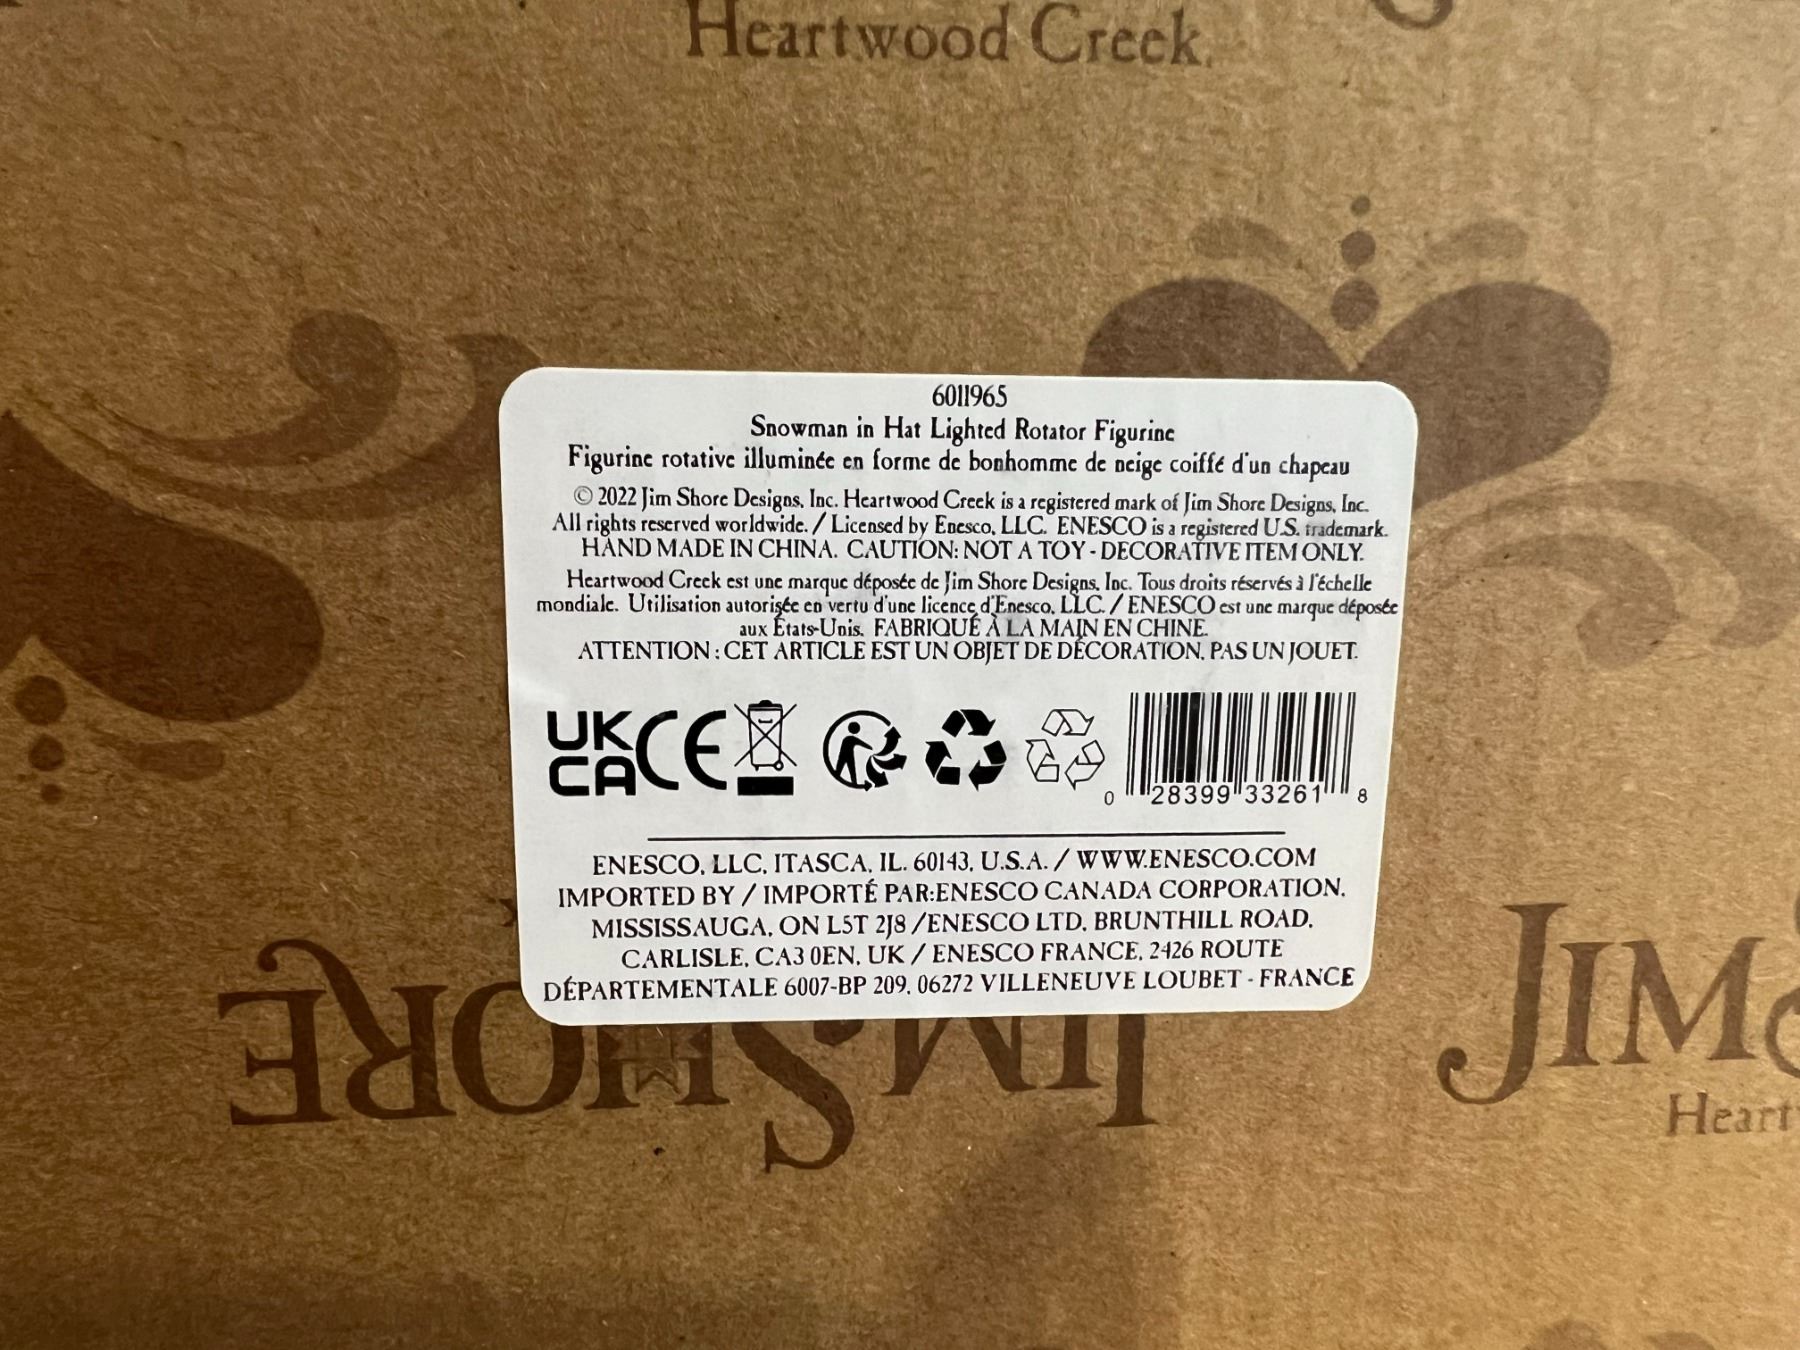 Heartwood Creek.
6011965
Snowman in Hat Lighted Rotator Figurine
Figurine rotative illuminée en forme de bonhomme de neige coiffé d'un chapeau
© 2022 Jim Shore Designs, Inc. Heartwood Creek is a registered mark of Jim Shore Designs, Inc.
All rights reserved worldwide. / Licensed by Enesco, LLC. ENESCO is a registered U.S. trademark.
HAND MADE IN CHINA. CAUTION: NOT A TOY - DECORATIVE ITEM ONLY.
Heartwood Creek est une marque déposée de Jim Shore Designs, Inc. Tous droits réservés à l'échelle
mondiale. Utilisation autorisée en vertu d'une licence d'Enesco, LLC. / ENESCO est une marque déposée
aux États-Unis. FABRIQUÉ À LA MAIN EN CHINE.
ATTENTION : CET ARTICLE EST UN OBJET DE DÉCORATION, PAS UN JOUET.
UK
CA CE
0 28399 33261 8
ENESCO, LLC, ITASCA, IL. 60143, U.S.A. / WWW.ENESCO.COM
IMPORTED BY / IMPORTÉ PAR:ENESCO CANADA CORPORATION,
MISSISSAUGA, ON L5T 2J8 /ENESCO LTD, BRUNTHILL ROAD,
CARLISLE, CA3 0EN, UK / ENESCO FRANCE, 2426 ROUTE
DÉPARTEMENTALE 6007-BP 209, 06272 VILLENEUVE LOUBET - FRANCE
JIM SHORE
JIM
Heart